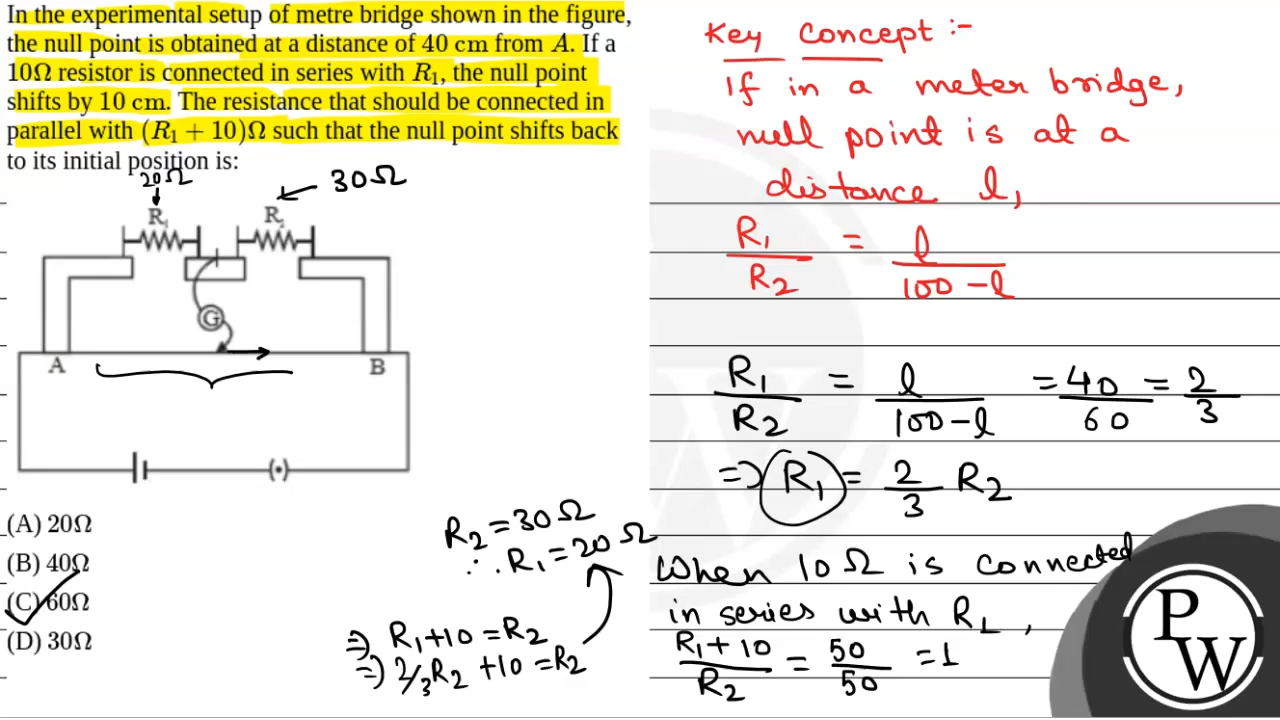 In the experimental setup of metre bridge shown in the figure,
the null point is obtained at a distance of 40 cm from A. If a
10Ω resistor is connected in series with R₁, the null point
shifts by 10 cm. The resistance that should be connected in
parallel with (R₁ + 10)Ω such that the null point shifts back
to its initial position is:
20Ω
30Ω
R₁
R₂
G
A
B
(A) 20Ω
(B) 40Ω
(C) 60Ω
(D) 30Ω
R₂ = 30Ω
∴ R₁ = 20Ω
⇒ R₁+10 = R₂
⇒ 2/3 R₂ + 10 = R₂
Key Concept :-
If in a meter bridge,
null point is at a
distance l,
R₁/R₂ = l/(100-l)
R₁/R₂ = l/(100-l) = 40/60 = 2/3
⇒ R₁ = 2/3 R₂
When 10Ω is connected
in series with R₁,
(R₁+10)/R₂ = 50/50 = 1
P
W